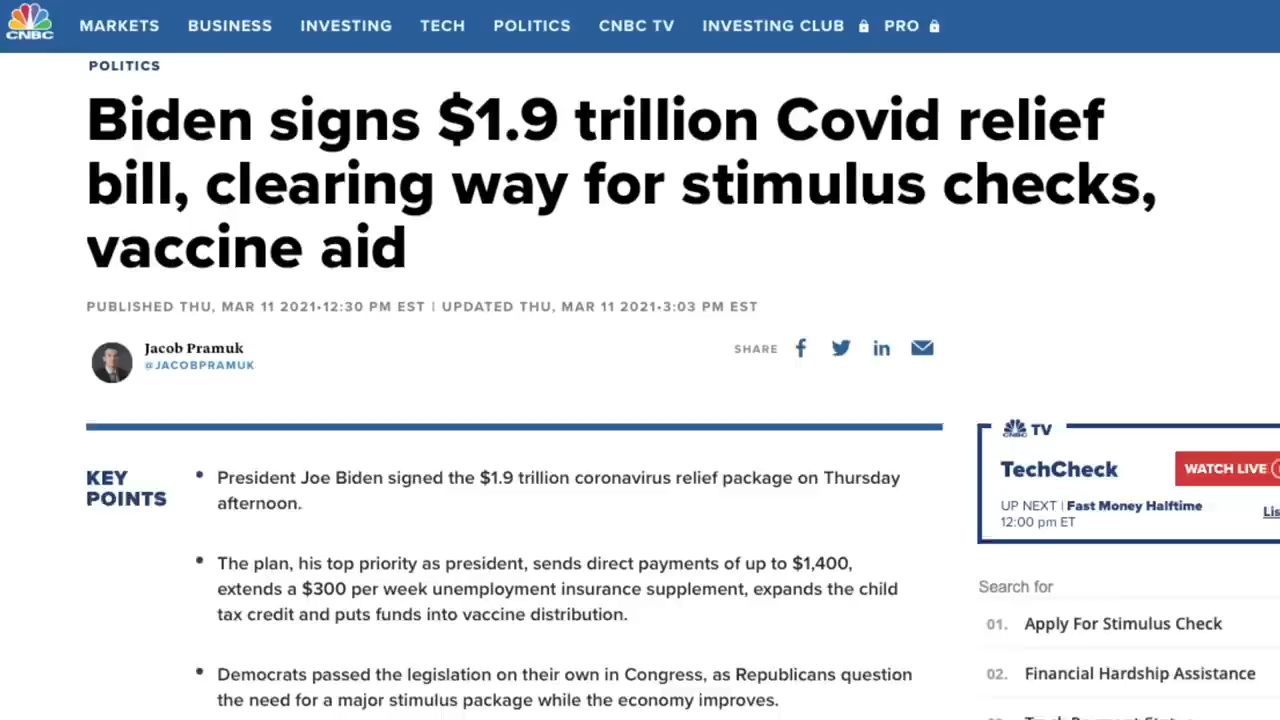 CNBC
MARKETS BUSINESS INVESTING TECH POLITICS CNBC TV INVESTING CLUB PRO
POLITICS
Biden signs $1.9 trillion Covid relief
bill, clearing way for stimulus checks,
vaccine aid
PUBLISHED THU, MAR 11 2021•12:30 PM EST | UPDATED THU, MAR 11 2021•3:03 PM EST
Jacob Pramuk
@JACOBPRAMUK
SHARE
KEY
POINTS
• President Joe Biden signed the $1.9 trillion coronavirus relief package on Thursday
afternoon.
• The plan, his top priority as president, sends direct payments of up to $1,400,
extends a $300 per week unemployment insurance supplement, expands the child
tax credit and puts funds into vaccine distribution.
• Democrats passed the legislation on their own in Congress, as Republicans question
the need for a major stimulus package while the economy improves.
CNBC TV
TechCheck
WATCH LIVE
UP NEXT | Fast Money Halftime
12:00 pm ET
Lis
Search for
01. Apply For Stimulus Check
02. Financial Hardship Assistance